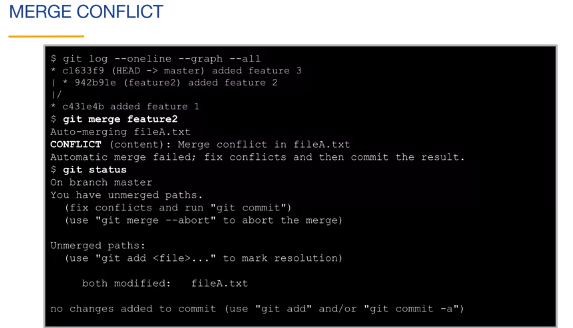 MERGE CONFLICT
$ git log --oneline --graph --all
* c1633f9 (HEAD -> master) added feature 3
| * 942b91e (feature2) added feature 2
|/
* c431e4b added feature 1
$ git merge feature2
Auto-merging fileA.txt
CONFLICT (content): Merge conflict in fileA.txt
Automatic merge failed; fix conflicts and then commit the result.
$ git status
On branch master
You have unmerged paths.
  (fix conflicts and run "git commit")
  (use "git merge --abort" to abort the merge)

Unmerged paths:
  (use "git add <file>..." to mark resolution)

    both modified:   fileA.txt

no changes added to commit (use "git add" and/or "git commit -a")